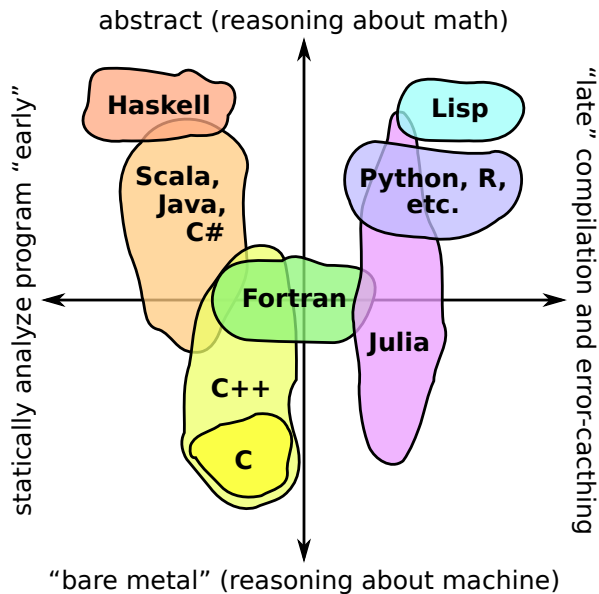 abstract (reasoning about math)
statically analyze program “early”
“late” compilation and error-cacthing
Haskell
Lisp
Scala,
Java,
C#
Python, R,
etc.
Fortran
Julia
C++
C
“bare metal” (reasoning about machine)